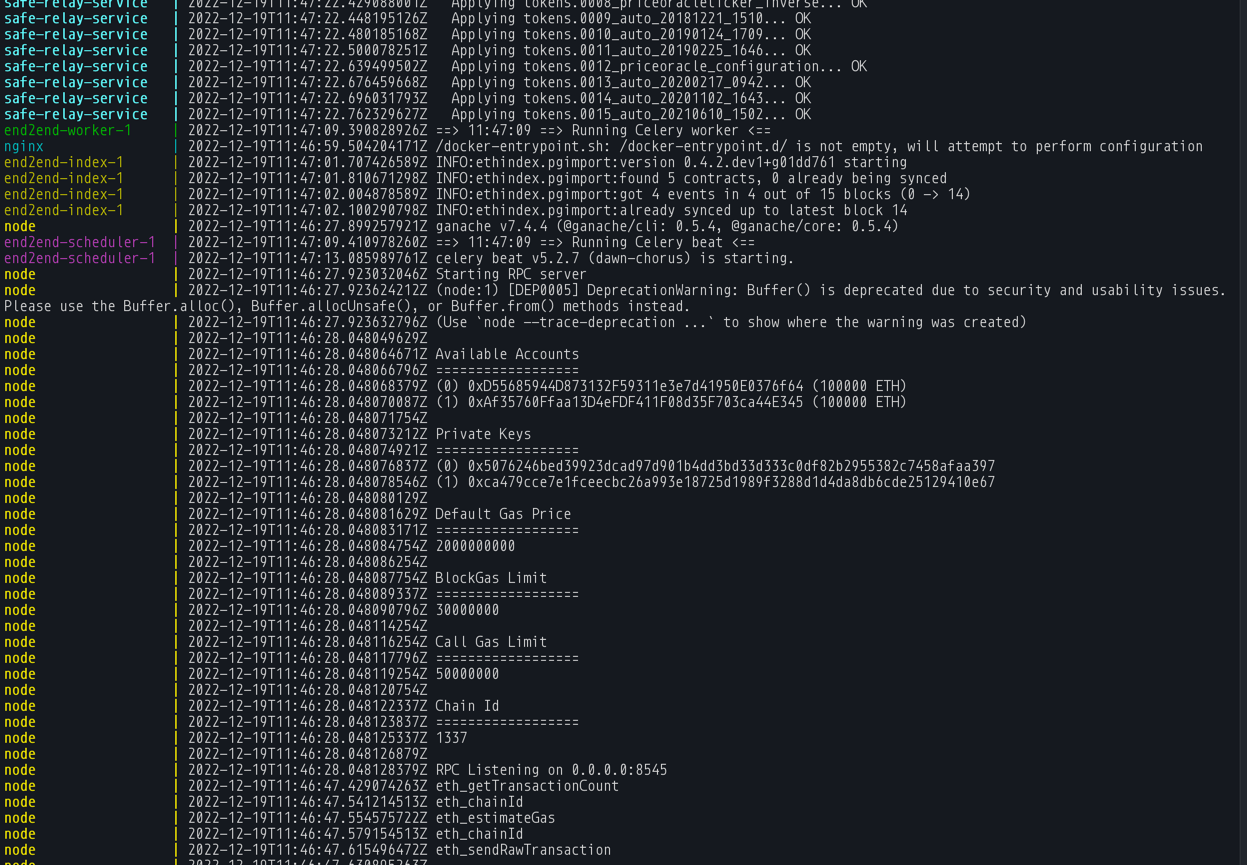 safe-relay-service | 2022-12-19T11:47:22.429088001Z Applying tokens.0008_priceoracleticker_inverse... OK
safe-relay-service | 2022-12-19T11:47:22.448195126Z Applying tokens.0009_auto_20181221_1510... OK
safe-relay-service | 2022-12-19T11:47:22.480185168Z Applying tokens.0010_auto_20190124_1709... OK
safe-relay-service | 2022-12-19T11:47:22.500078251Z Applying tokens.0011_auto_20190225_1646... OK
safe-relay-service | 2022-12-19T11:47:22.639499502Z Applying tokens.0012_priceoracle_configuration... OK
safe-relay-service | 2022-12-19T11:47:22.676459668Z Applying tokens.0013_auto_20200217_0942... OK
safe-relay-service | 2022-12-19T11:47:22.696031793Z Applying tokens.0014_auto_20201102_1643... OK
safe-relay-service | 2022-12-19T11:47:22.762329627Z Applying tokens.0015_auto_20210610_1502... OK
end2end-worker-1 | 2022-12-19T11:47:09.390828926Z ==> 11:47:09 ==> Running Celery worker <==
nginx | 2022-12-19T11:46:59.504204171Z /docker-entrypoint.sh: /docker-entrypoint.d/ is not empty, will attempt to perform configuration
end2end-index-1 | 2022-12-19T11:47:01.707426589Z INFO:ethindex.pgimport:version 0.4.2.dev1+g01dd761 starting
end2end-index-1 | 2022-12-19T11:47:01.810671298Z INFO:ethindex.pgimport:found 5 contracts, 0 already being synced
end2end-index-1 | 2022-12-19T11:47:02.004878589Z INFO:ethindex.pgimport:got 4 events in 4 out of 15 blocks (0 -> 14)
end2end-index-1 | 2022-12-19T11:47:02.100290798Z INFO:ethindex.pgimport:already synced up to latest block 14
node | 2022-12-19T11:46:27.899257921Z ganache v7.4.4 (@ganache/cli: 0.5.4, @ganache/core: 0.5.4)
end2end-scheduler-1 | 2022-12-19T11:47:09.410978260Z ==> 11:47:09 ==> Running Celery beat <==
end2end-scheduler-1 | 2022-12-19T11:47:13.085989761Z celery beat v5.2.7 (dawn-chorus) is starting.
node | 2022-12-19T11:46:27.923032046Z Starting RPC server
node | 2022-12-19T11:46:27.923624212Z (node:1) [DEP0005] DeprecationWarning: Buffer() is deprecated due to security and usability issues.
Please use the Buffer.alloc(), Buffer.allocUnsafe(), or Buffer.from() methods instead.
node | 2022-12-19T11:46:27.923632796Z (Use `node --trace-deprecation ...` to show where the warning was created)
node | 2022-12-19T11:46:28.048049629Z
node | 2022-12-19T11:46:28.048064671Z Available Accounts
node | 2022-12-19T11:46:28.048066796Z ==================
node | 2022-12-19T11:46:28.048068379Z (0) 0xD55685944D873132F59311e3e7d41950E0376f64 (100000 ETH)
node | 2022-12-19T11:46:28.048070087Z (1) 0xAf35760Ffaa13D4eFDF411F08d35F703ca44E345 (100000 ETH)
node | 2022-12-19T11:46:28.048071754Z
node | 2022-12-19T11:46:28.048073212Z Private Keys
node | 2022-12-19T11:46:28.048074921Z ==================
node | 2022-12-19T11:46:28.048076837Z (0) 0x5076246bed39923dcad97d901b4dd3bd33d333c0df82b2955382c7458afaa397
node | 2022-12-19T11:46:28.048078546Z (1) 0xca479cce7e1fceecbc26a993e18725d1989f3288d1d4da8db6cde25129410e67
node | 2022-12-19T11:46:28.048080129Z
node | 2022-12-19T11:46:28.048081629Z Default Gas Price
node | 2022-12-19T11:46:28.048083171Z ==================
node | 2022-12-19T11:46:28.048084754Z 2000000000
node | 2022-12-19T11:46:28.048086254Z
node | 2022-12-19T11:46:28.048087754Z BlockGas Limit
node | 2022-12-19T11:46:28.048089337Z ==================
node | 2022-12-19T11:46:28.048090796Z 30000000
node | 2022-12-19T11:46:28.048114254Z
node | 2022-12-19T11:46:28.048116254Z Call Gas Limit
node | 2022-12-19T11:46:28.048117796Z ==================
node | 2022-12-19T11:46:28.048119254Z 50000000
node | 2022-12-19T11:46:28.048120754Z
node | 2022-12-19T11:46:28.048122337Z Chain Id
node | 2022-12-19T11:46:28.048123837Z ==================
node | 2022-12-19T11:46:28.048125337Z 1337
node | 2022-12-19T11:46:28.048126879Z
node | 2022-12-19T11:46:28.048128379Z RPC Listening on 0.0.0.0:8545
node | 2022-12-19T11:46:47.429074263Z eth_getTransactionCount
node | 2022-12-19T11:46:47.541214513Z eth_chainId
node | 2022-12-19T11:46:47.554575722Z eth_estimateGas
node | 2022-12-19T11:46:47.579154513Z eth_chainId
node | 2022-12-19T11:46:47.615496472Z eth_sendRawTransaction